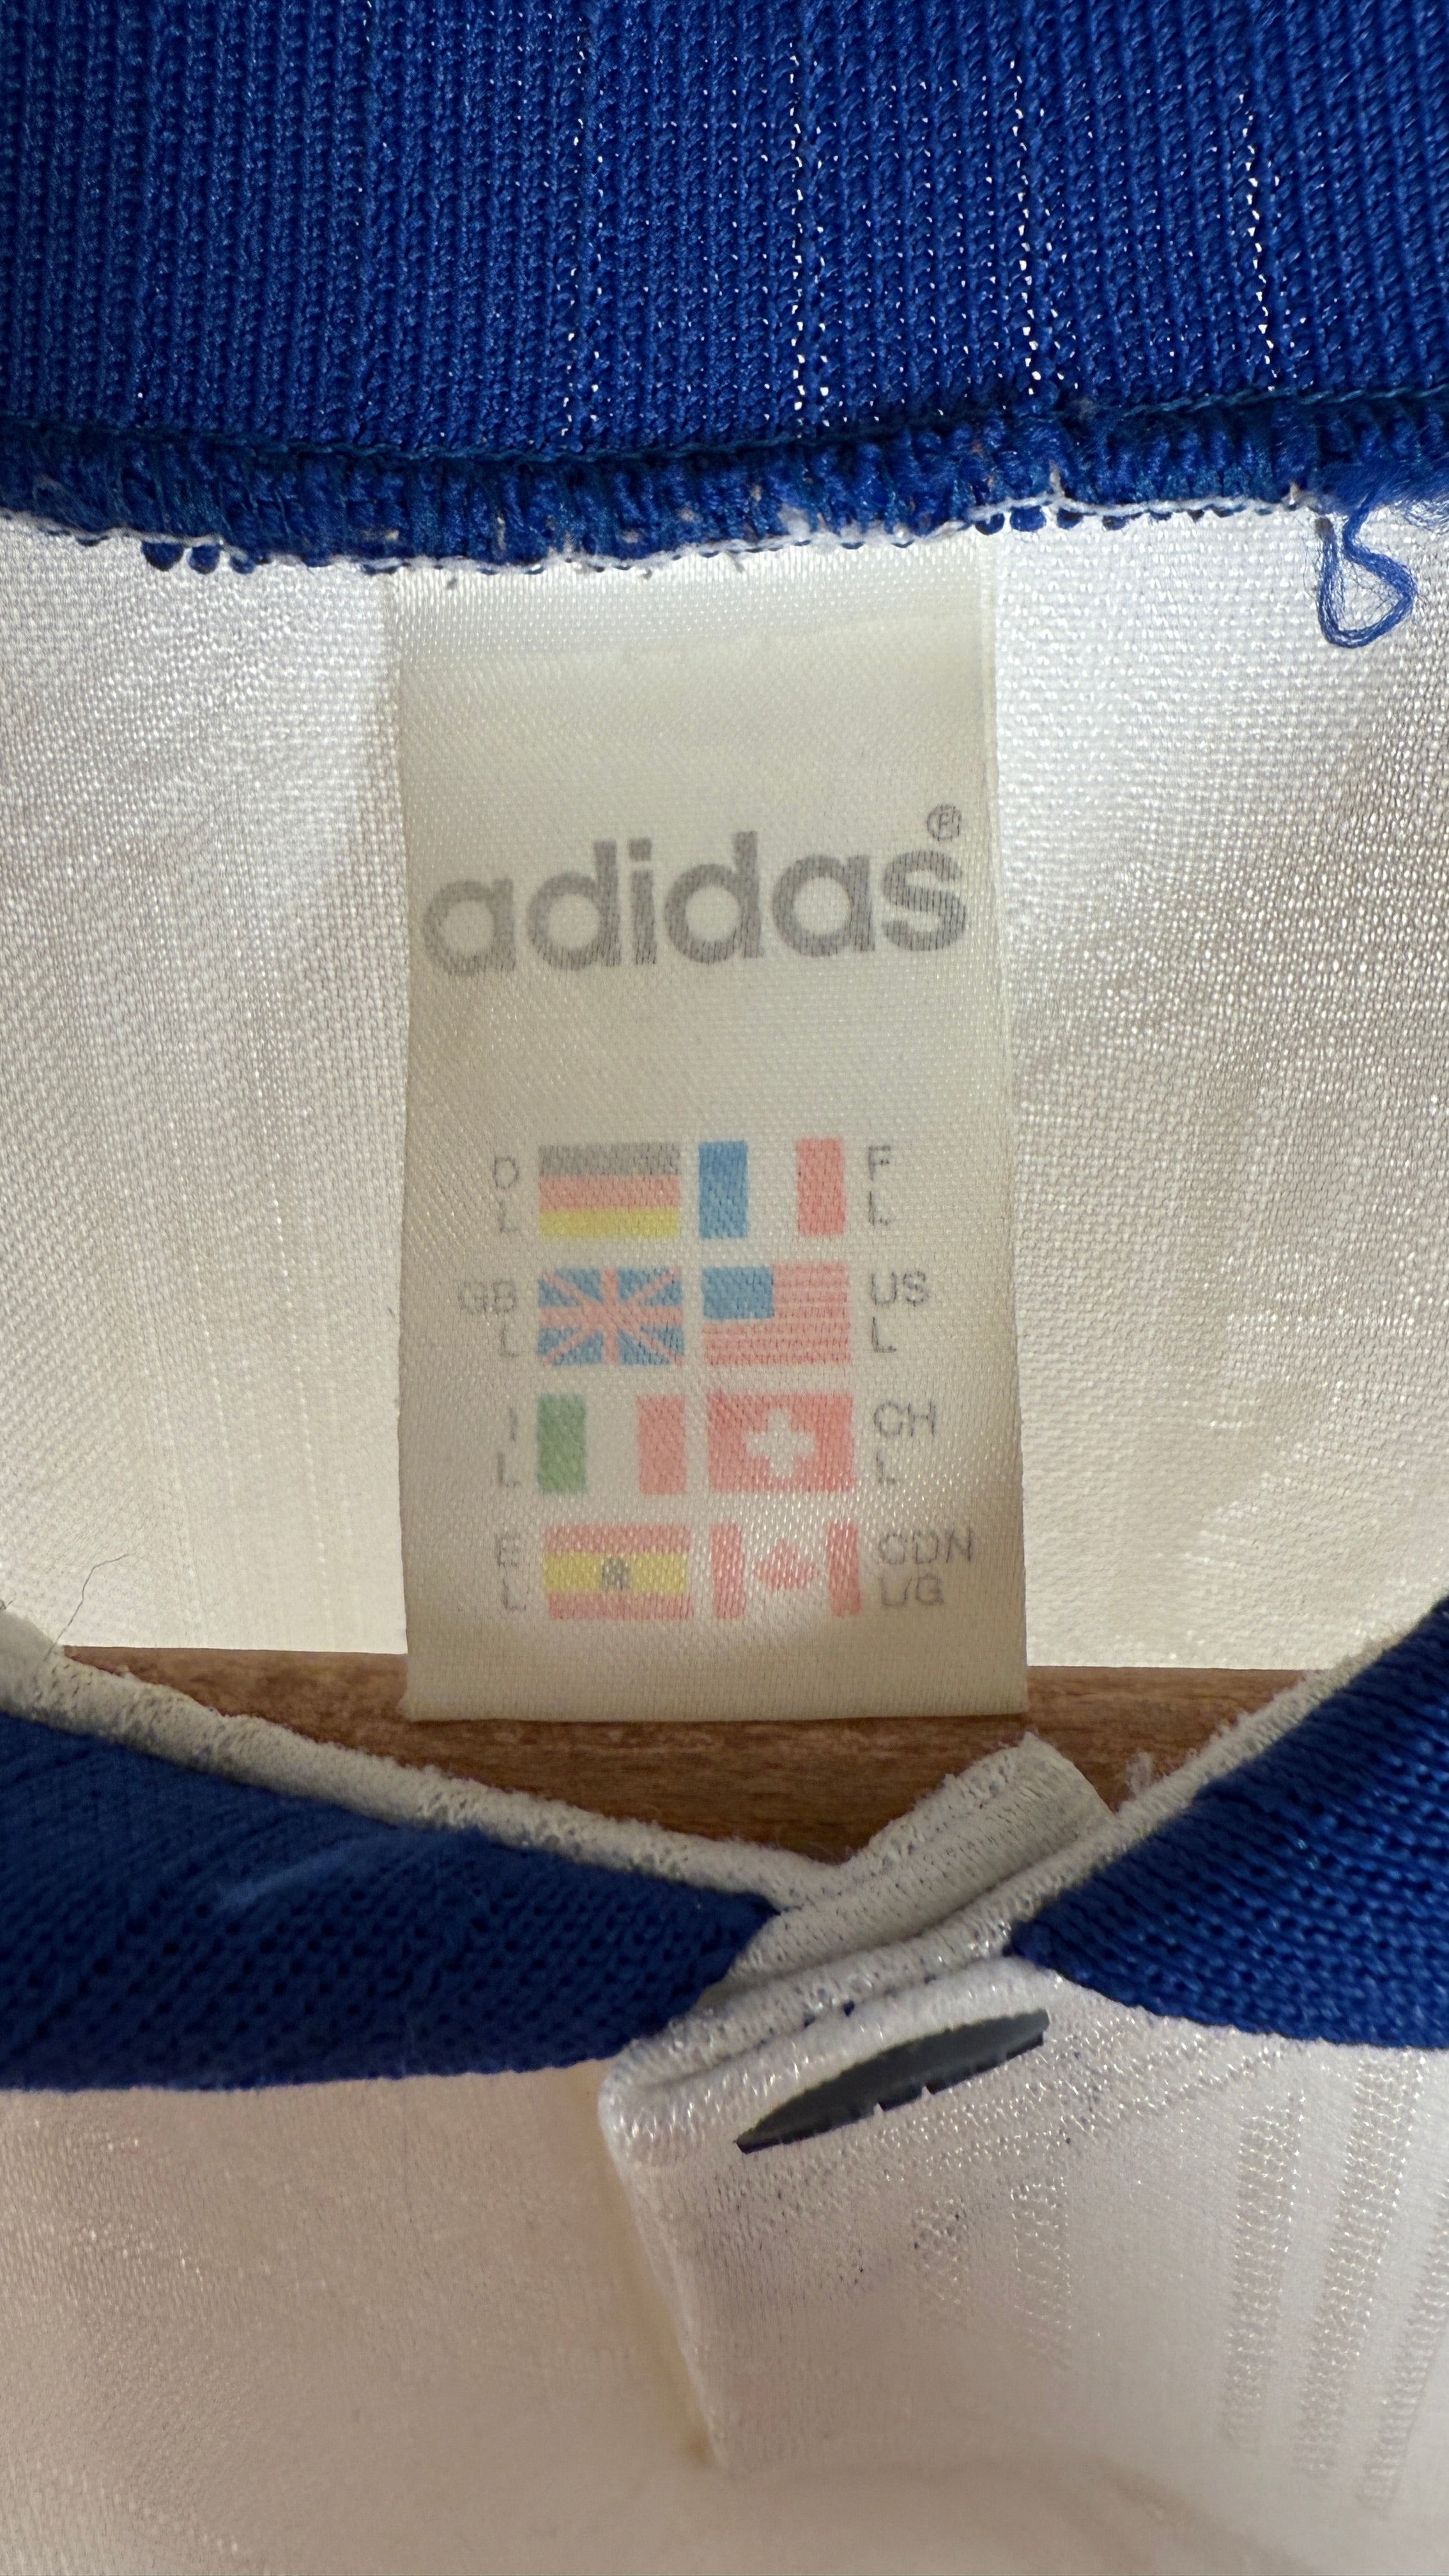 adidas®
D F
L L
GB US
L L
I CH
L L
E CDN
L L/G